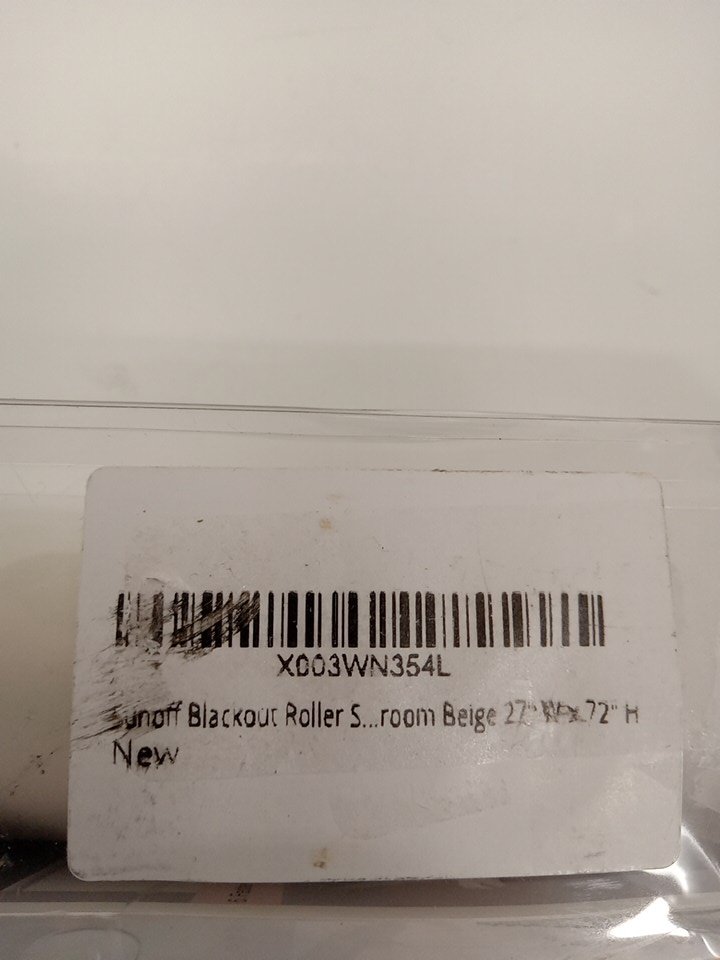 X003WN354L
Blackout Roller S...room Beige 27" W x 72" H
New